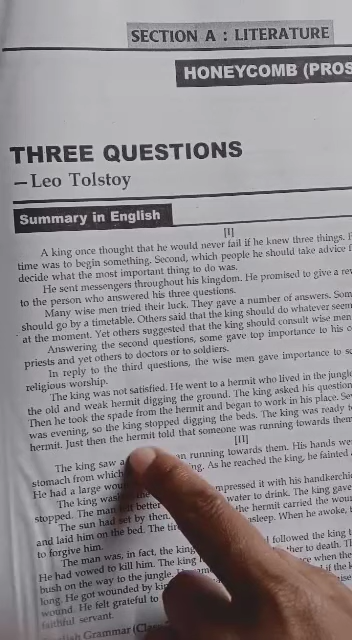 SECTION A : LITERATURE
HONEYCOMB (PROS
THREE QUESTIONS
—Leo Tolstoy
Summary in English
[I]
A king once thought that he would never fail if he knew three things.
time was to begin something. Second, which people he should take advice
decide what the most important thing to do was.
He sent messengers throughout his kingdom. He promised to give a
to the person who answered his three questions.
Many wise men tried their luck. They gave a number of answers. Som
should go by a timetable. Others said that the king should do whatever seem
at the moment. Yet others suggested that the king should consult wise men
Answering the second questions, some gave top importance to his
priests and yet others to doctors or to soldiers.
In reply to the third questions, the wise men gave importance to
religious worship.
The king was not satisfied. He went to a hermit who lived in the jungle
the old and weak hermit digging the ground. The king asked his question
Then he took the spade from the hermit and began to work in his place.
was evening, so the king stopped digging the beds. The king was ready
hermit. Just then the hermit told that someone was running towards them
[II]
The king saw a an running towards them. His hands we
stomach from which ng. As he reached the king, he fainted
He had a large wou
The king was mpressed it with his handkerchie
stopped. The man better water to drink. The king gave
The sun had set by then. the hermit carried the woun
and laid him on the bed. The tir asleep. When he awoke,
to forgive him.
The man was, in fact, the king followed the king
He had vowed to kill him. The king her to death. Th
bush on the way to the jungle. when the
long. He got wounded by kin if the k
wound. He felt grateful to
faithful servant.
lish Grammar (Cla